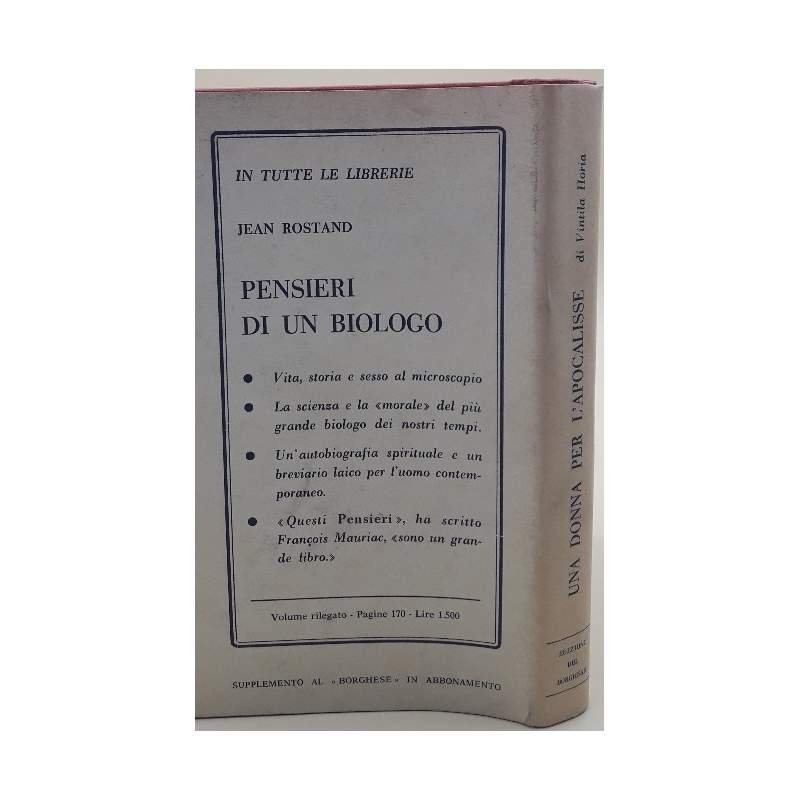 IN TUTTE LE LIBRERIE
JEAN ROSTAND
PENSIERI
DI UN BIOLOGO
● Vita, storia e sesso al microscopio
● La scienza e la «morale» del più
grande biologo dei nostri tempi.
● Un'autobiografia spirituale e un
breviario laico per l'uomo contem-
poraneo.
● «Questi Pensieri», ha scritto
François Mauriac, «sono un gran-
de libro.»
Volume rilegato - Pagine 170 - Lire 1.500
SUPPLEMENTO AL «BORGHESE» IN ABBONAMENTO
UNA DONNA PER L'APOCALISSE di Vintila Horia
EDIZIONI
DEL
BORGHESE